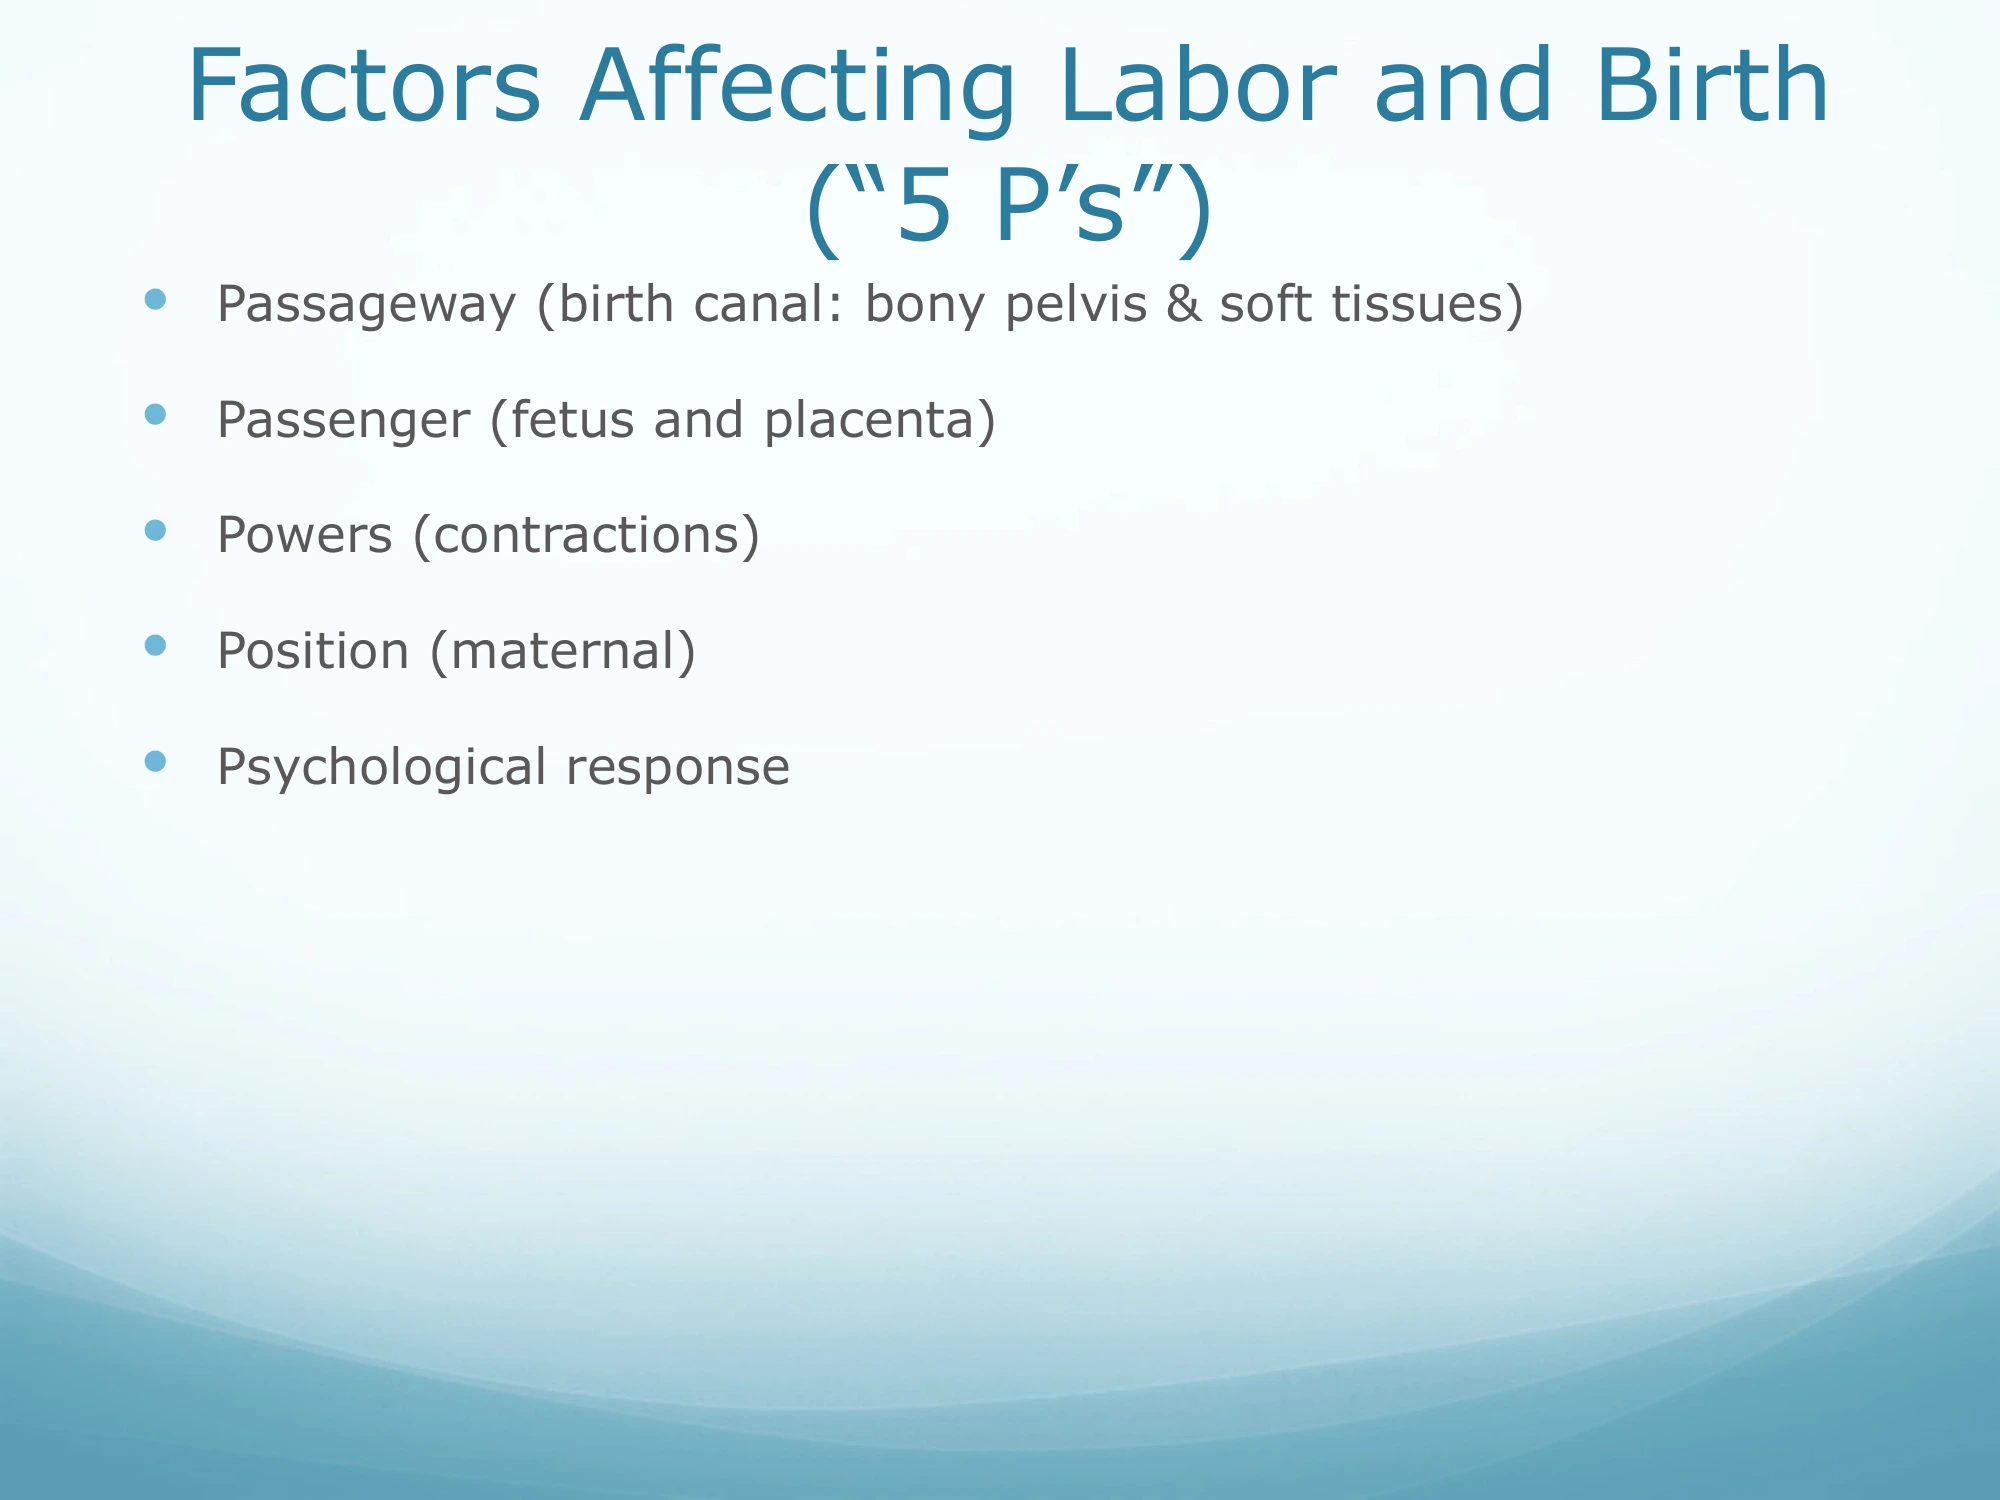 Factors Affecting Labor and Birth
(“5 P’s”)
• Passageway (birth canal: bony pelvis & soft tissues)
• Passenger (fetus and placenta)
• Powers (contractions)
• Position (maternal)
• Psychological response